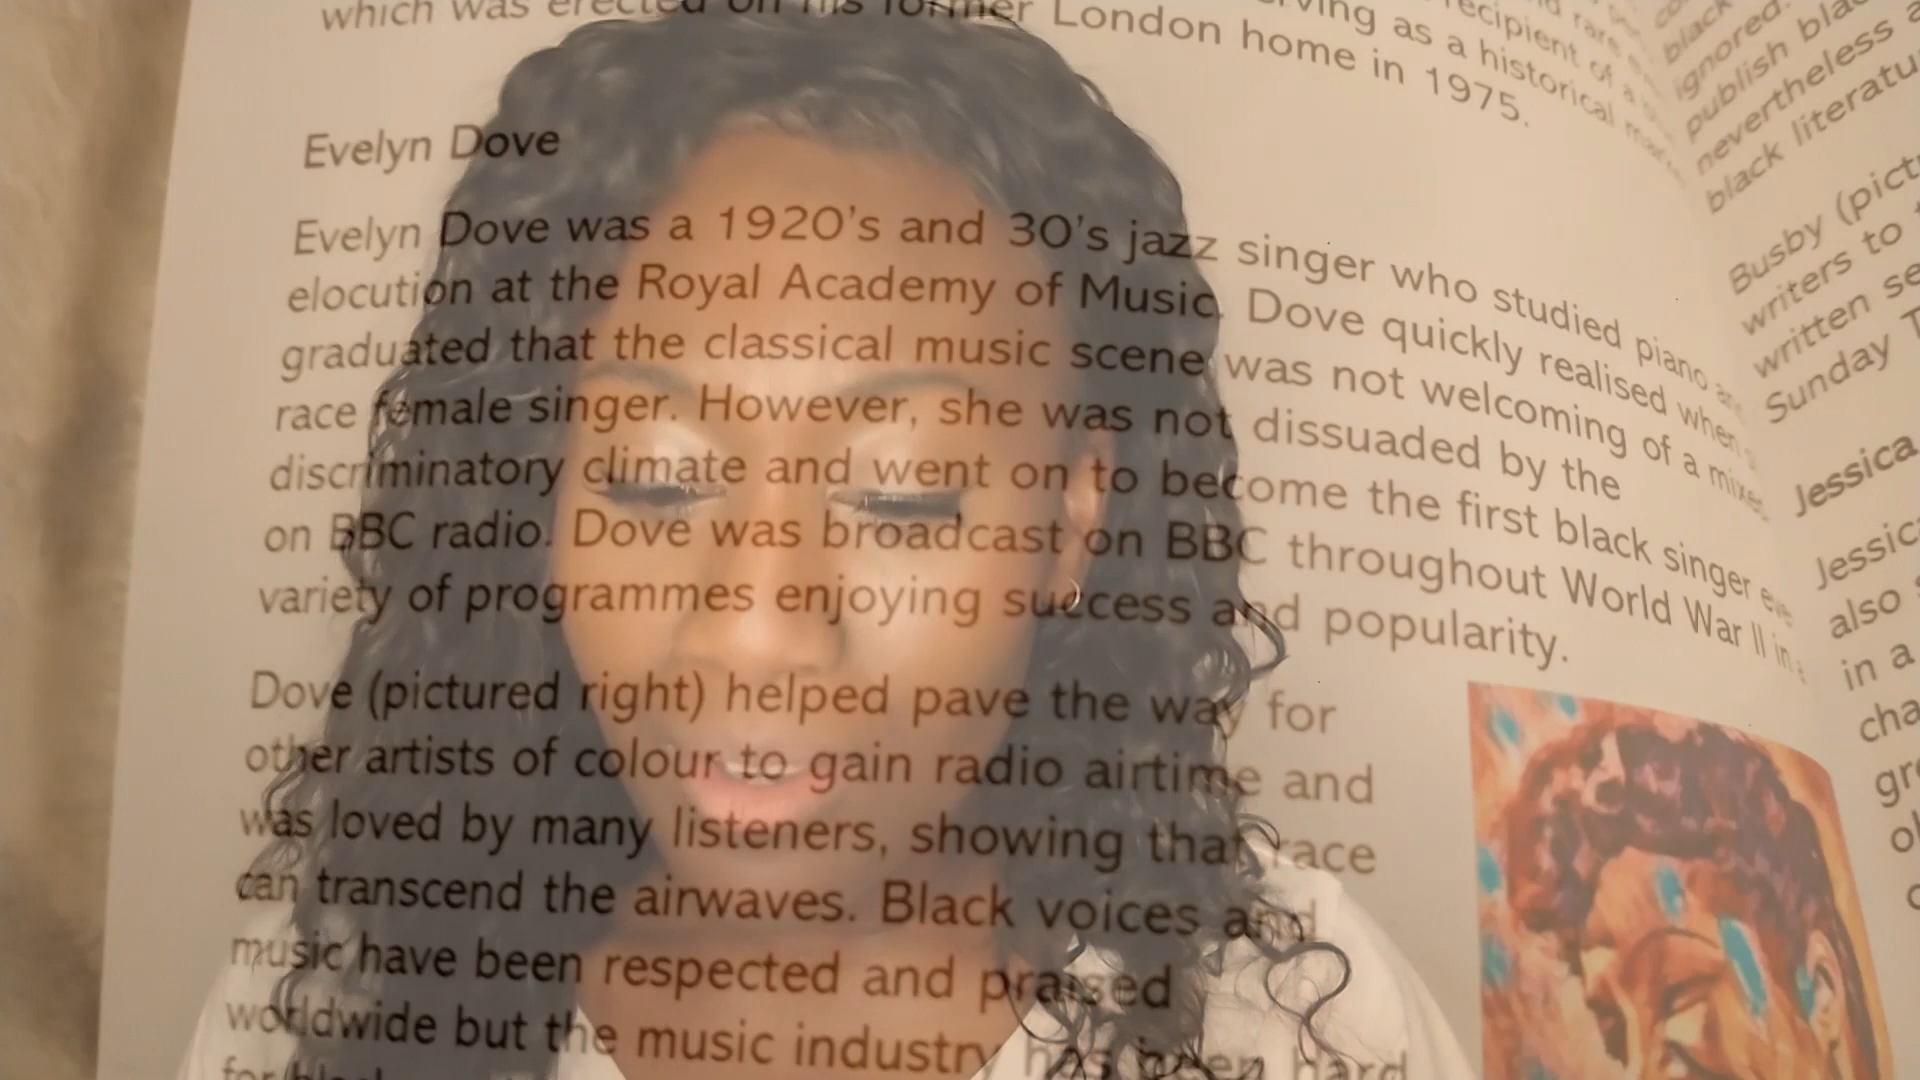 which was erected on his former London home in 1975.
Evelyn Dove
Evelyn Dove was a 1920's and 30's jazz singer who studied piano
elocution at the Royal Academy of Music. Dove quickly realised when
graduated that the classical music scene was not welcoming of a mixed
race female singer. However, she was not dissuaded by the
discriminatory climate and went on to become the first black singer
on BBC radio. Dove was broadcast on BBC throughout World War II in
variety of programmes enjoying success and popularity.
Dove (pictured right) helped pave the way for
other artists of colour to gain radio airtime and
was loved by many listeners, showing that race
can transcend the airwaves. Black voices and
music have been respected and praised
worldwide but the music industry has been hard
for
serving as a historical
recipient of a
black
ignored.
publish
nevertheless
black
Busby
writers to
written
Sunday
Jessica
also
in a